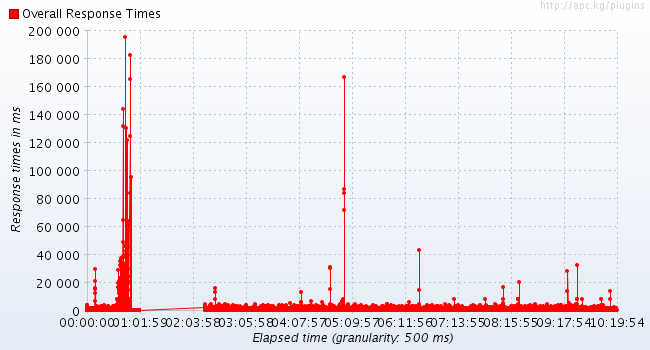 http://apc.kg/plugins
Overall Response Times
200 000
180 000
160 000
140 000
120 000
100 000
80 000
60 000
40 000
20 000
0
Response times in ms
00:00:00 01:01:59 02:03:58 03:05:58 04:07:57 05:09:57 06:11:56 07:13:55 08:15:55 09:17:54 10:19:54
Elapsed time (granularity: 500 ms)